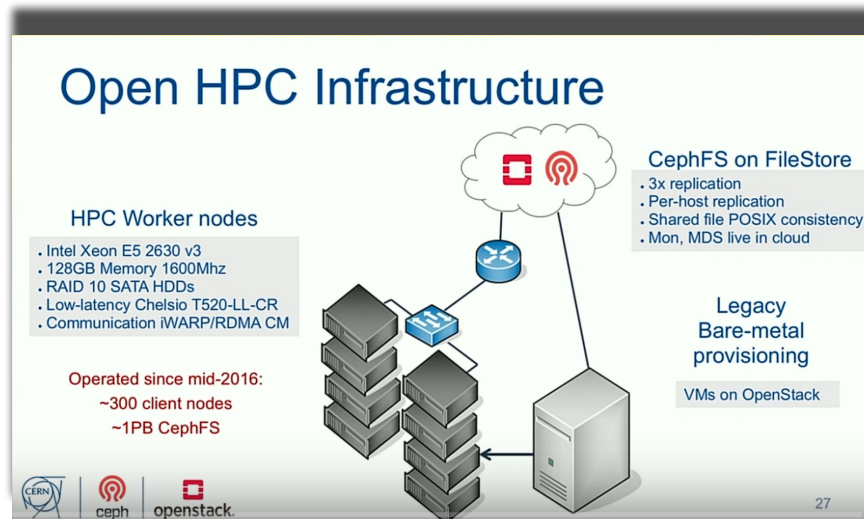 Open HPC Infrastructure
HPC Worker nodes
. Intel Xeon E5 2630 v3
. 128GB Memory 1600Mhz
. RAID 10 SATA HDDs
. Low-latency Chelsio T520-LL-CR
. Communication iWARP/RDMA CM
Operated since mid-2016:
~300 client nodes
~1PB CephFS
CephFS on FileStore
. 3x replication
. Per-host replication
. Shared file POSIX consistency
. Mon, MDS live in cloud
Legacy
Bare-metal
provisioning
VMs on OpenStack
CERN
ceph
openstack.
27